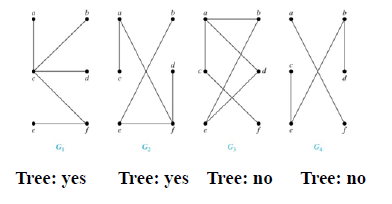 a b a b a b a b
c d c d c d c d
e f e f e f e f
G₁ G₂ G₃ G₄
Tree: yes Tree: yes Tree: no Tree: no